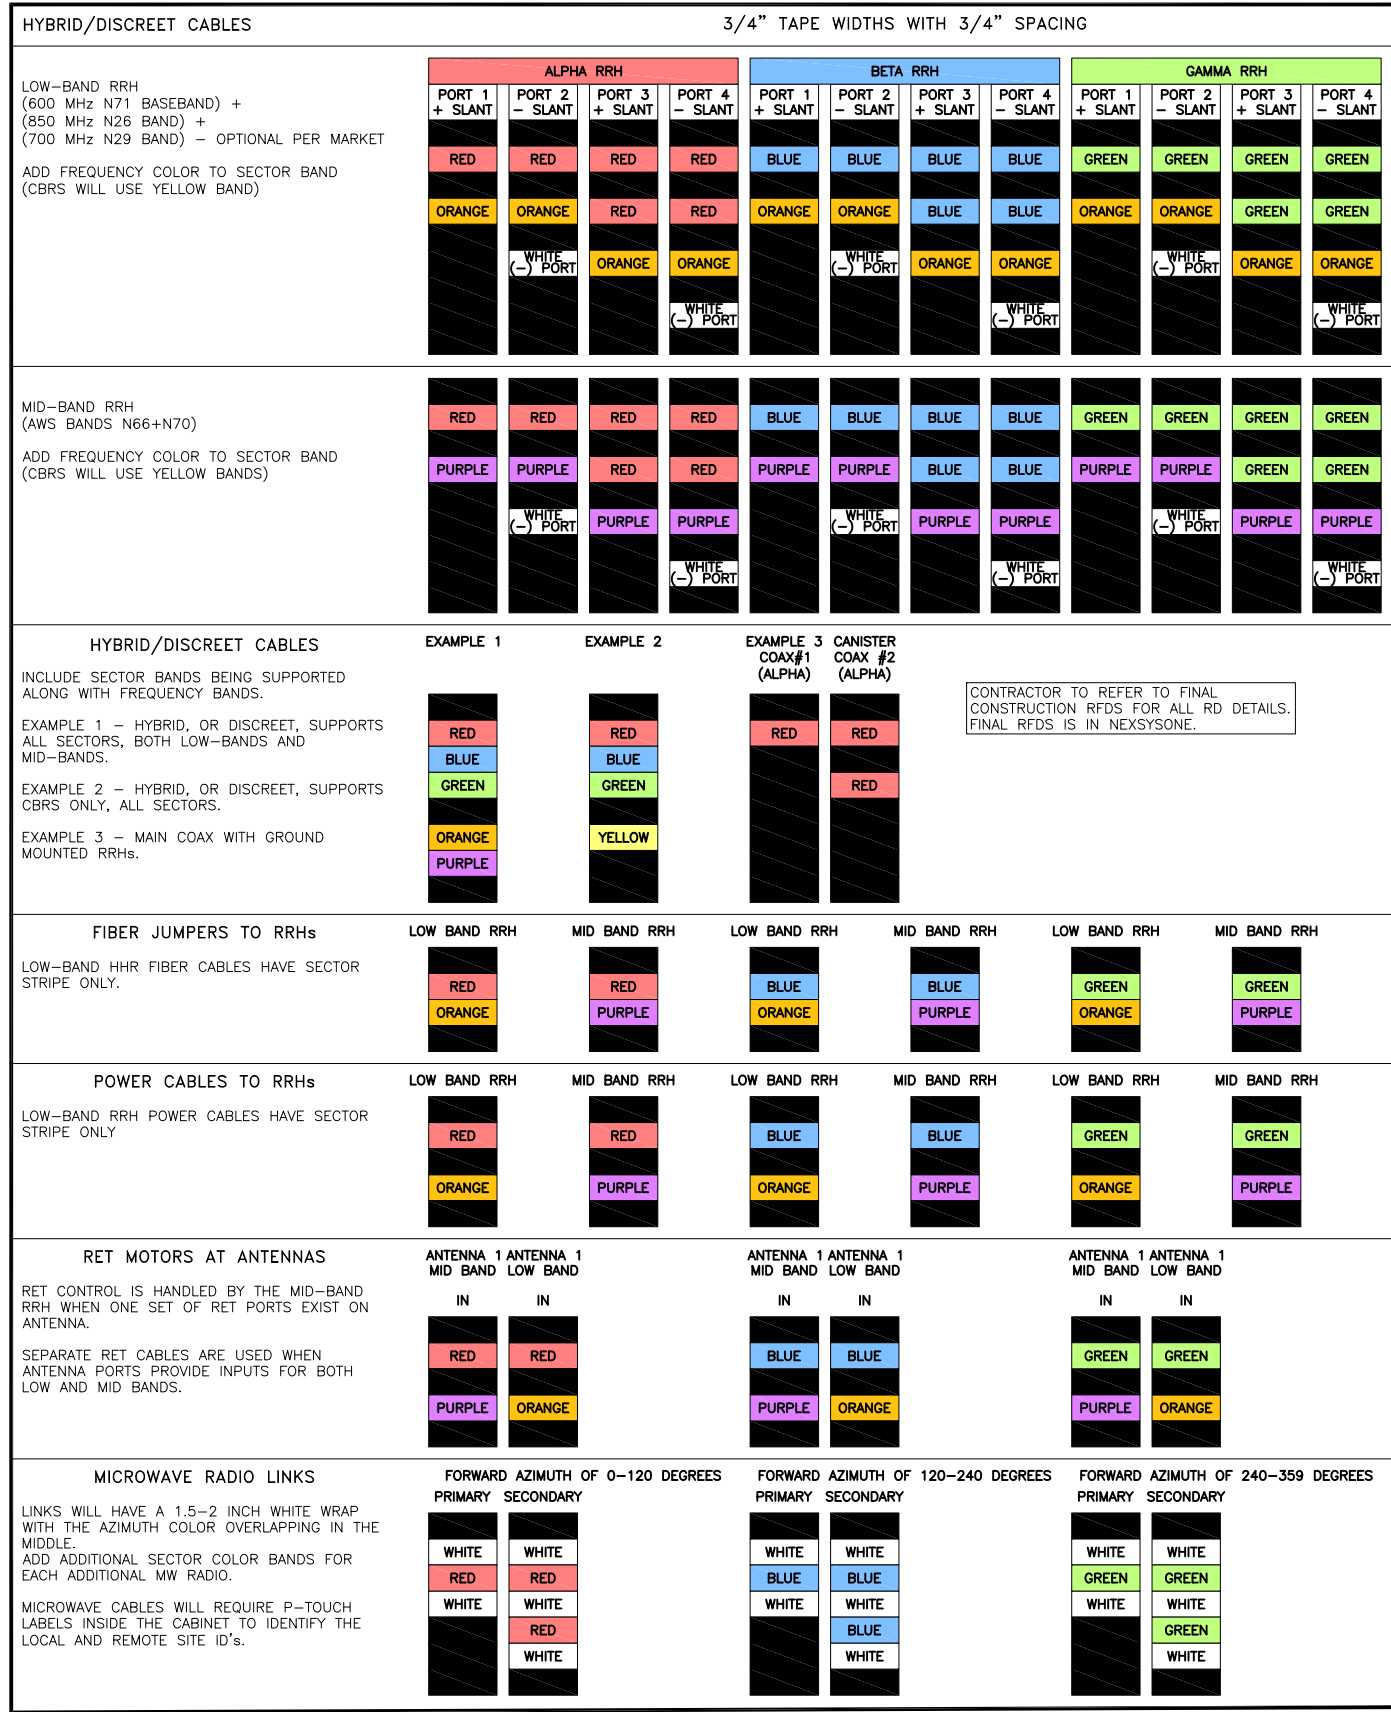 HYBRID/DISCREET CABLES
3/4" TAPE WIDTHS WITH 3/4" SPACING
LOW-BAND RRH
(600 MHz N71 BASEBAND) +
(850 MHz N26 BAND) +
(700 MHz N29 BAND) - OPTIONAL PER MARKET
ADD FREQUENCY COLOR TO SECTOR BAND
(CBRS WILL USE YELLOW BAND)
ALPHA RRH BETA RRH GAMMA RRH
PORT 1 PORT 2 PORT 3 PORT 4 PORT 1 PORT 2 PORT 3 PORT 4 PORT 1 PORT 2 PORT 3 PORT 4
+ SLANT - SLANT + SLANT - SLANT + SLANT - SLANT + SLANT - SLANT + SLANT - SLANT + SLANT - SLANT
RED RED RED RED BLUE BLUE BLUE BLUE GREEN GREEN GREEN GREEN
ORANGE ORANGE RED RED ORANGE ORANGE BLUE BLUE ORANGE ORANGE GREEN GREEN
WHITE WHITE WHITE
(-) PORT ORANGE ORANGE (-) PORT ORANGE ORANGE (-) PORT ORANGE ORANGE
WHITE WHITE WHITE
(-) PORT (-) PORT (-) PORT
MID-BAND RRH
(AWS BANDS N66+N70)
ADD FREQUENCY COLOR TO SECTOR BAND
(CBRS WILL USE YELLOW BANDS)
RED RED RED RED BLUE BLUE BLUE BLUE GREEN GREEN GREEN GREEN
PURPLE PURPLE RED RED PURPLE PURPLE BLUE BLUE PURPLE PURPLE GREEN GREEN
WHITE WHITE WHITE
(-) PORT PURPLE PURPLE (-) PORT PURPLE PURPLE (-) PORT PURPLE PURPLE
WHITE WHITE WHITE
(-) PORT (-) PORT (-) PORT
HYBRID/DISCREET CABLES
INCLUDE SECTOR BANDS BEING SUPPORTED
ALONG WITH FREQUENCY BANDS.
EXAMPLE 1 - HYBRID, OR DISCREET, SUPPORTS
ALL SECTORS, BOTH LOW-BANDS AND
MID-BANDS.
EXAMPLE 2 - HYBRID, OR DISCREET, SUPPORTS
CBRS ONLY, ALL SECTORS.
EXAMPLE 3 - MAIN COAX WITH GROUND
MOUNTED RRHs.
EXAMPLE 1 EXAMPLE 2 EXAMPLE 3 CANISTER
COAX#1 COAX #2
(ALPHA) (ALPHA)
RED RED RED RED
BLUE BLUE
GREEN GREEN RED
ORANGE YELLOW
PURPLE
CONTRACTOR TO REFER TO FINAL
CONSTRUCTION RFDS FOR ALL RD DETAILS.
FINAL RFDS IS IN NEXSYSONE.
FIBER JUMPERS TO RRHs
LOW-BAND HHR FIBER CABLES HAVE SECTOR
STRIPE ONLY.
LOW BAND RRH MID BAND RRH LOW BAND RRH MID BAND RRH LOW BAND RRH MID BAND RRH
RED RED BLUE BLUE GREEN GREEN
ORANGE PURPLE ORANGE PURPLE ORANGE PURPLE
POWER CABLES TO RRHs
LOW-BAND RRH POWER CABLES HAVE SECTOR
STRIPE ONLY
LOW BAND RRH MID BAND RRH LOW BAND RRH MID BAND RRH LOW BAND RRH MID BAND RRH
RED RED BLUE BLUE GREEN GREEN
ORANGE PURPLE ORANGE PURPLE ORANGE PURPLE
RET MOTORS AT ANTENNAS
RET CONTROL IS HANDLED BY THE MID-BAND
RRH WHEN ONE SET OF RET PORTS EXIST ON
ANTENNA.
SEPARATE RET CABLES ARE USED WHEN
ANTENNA PORTS PROVIDE INPUTS FOR BOTH
LOW AND MID BANDS.
ANTENNA 1 ANTENNA 1 ANTENNA 1 ANTENNA 1 ANTENNA 1 ANTENNA 1
MID BAND LOW BAND MID BAND LOW BAND MID BAND LOW BAND
IN IN IN IN IN IN
RED RED BLUE BLUE GREEN GREEN
PURPLE ORANGE PURPLE ORANGE PURPLE ORANGE
MICROWAVE RADIO LINKS
LINKS WILL HAVE A 1.5-2 INCH WHITE WRAP
WITH THE AZIMUTH COLOR OVERLAPPING IN THE
MIDDLE.
ADD ADDITIONAL SECTOR COLOR BANDS FOR
EACH ADDITIONAL MW RADIO.
MICROWAVE CABLES WILL REQUIRE P-TOUCH
LABELS INSIDE THE CABINET TO IDENTIFY THE
LOCAL AND REMOTE SITE ID's.
FORWARD AZIMUTH OF 0-120 DEGREES FORWARD AZIMUTH OF 120-240 DEGREES FORWARD AZIMUTH OF 240-359 DEGREES
PRIMARY SECONDARY PRIMARY SECONDARY PRIMARY SECONDARY
WHITE WHITE WHITE WHITE WHITE WHITE
RED RED BLUE BLUE GREEN GREEN
WHITE WHITE WHITE WHITE WHITE WHITE
RED BLUE GREEN
WHITE WHITE WHITE